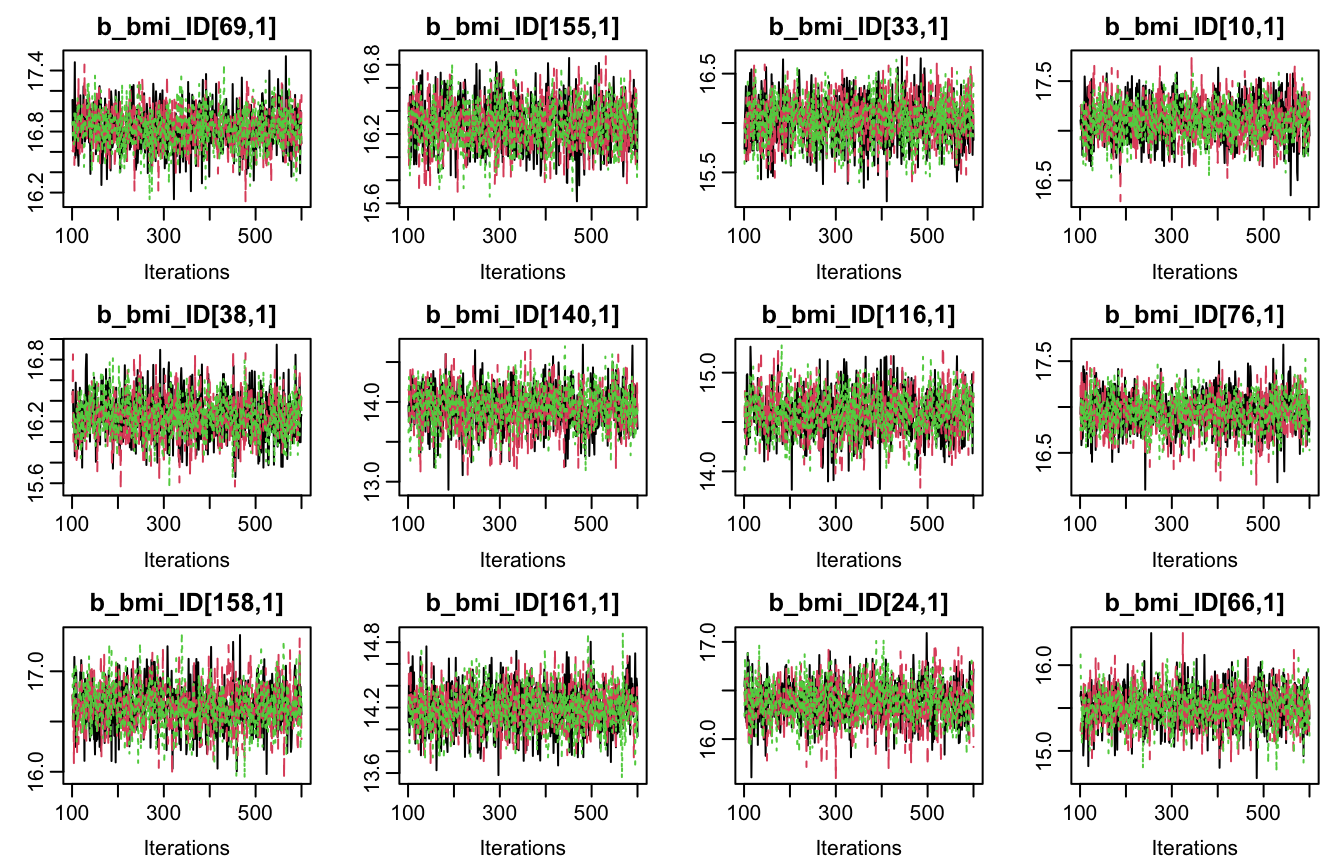 b_bmi_ID[69,1] b_bmi_ID[155,1] b_bmi_ID[33,1] b_bmi_ID[10,1]
16.2 16.8 17.4 15.6 16.2 16.8 15.5 16.5 16.5 17.5
100 300 500 100 300 500 100 300 500 100 300 500
Iterations Iterations Iterations Iterations
b_bmi_ID[38,1] b_bmi_ID[140,1] b_bmi_ID[116,1] b_bmi_ID[76,1]
15.6 16.2 16.8 13.0 14.0 14.0 15.0 16.5 17.5
100 300 500 100 300 500 100 300 500 100 300 500
Iterations Iterations Iterations Iterations
b_bmi_ID[158,1] b_bmi_ID[161,1] b_bmi_ID[24,1] b_bmi_ID[66,1]
16.0 17.0 13.6 14.2 14.8 16.0 17.0 15.0 16.0
100 300 500 100 300 500 100 300 500 100 300 500
Iterations Iterations Iterations Iterations